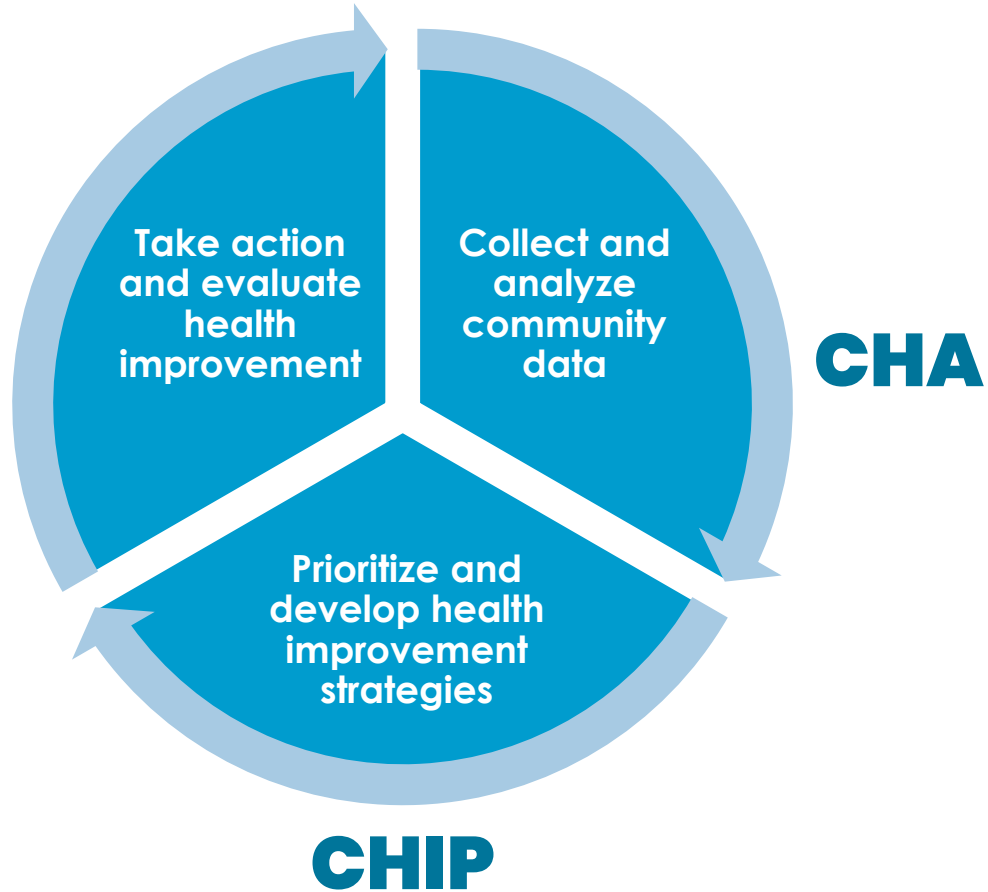 Take action
and evaluate
health
improvement
Collect and
analyze
community
data
CHA
Prioritize and
develop health
improvement
strategies
CHIP